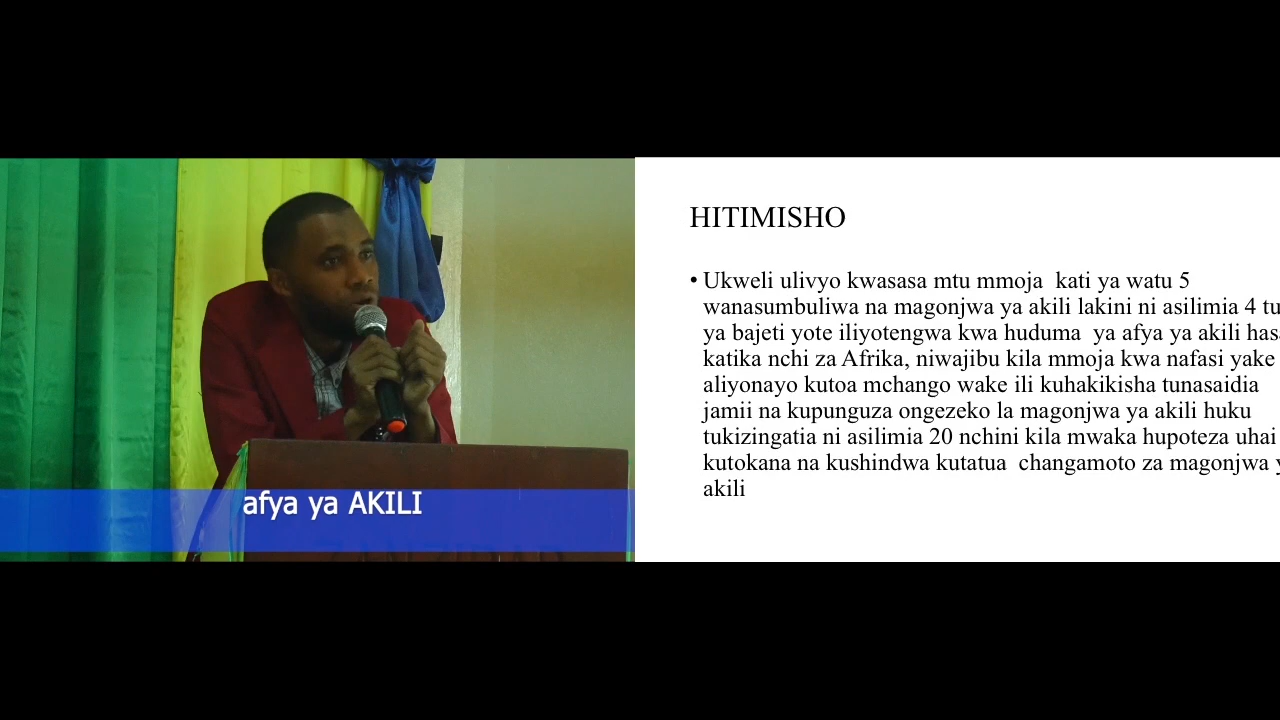 HITIMISHO
• Ukweli ulivyo kwasasa mtu mmoja kati ya watu 5
wanasumbuliwa na magonjwa ya akili lakini ni asilimia 4 tu
ya bajeti yote iliyotengwa kwa huduma ya afya ya akili
katika nchi za Afrika, niwajibu kila mmoja kwa nafasi yake
aliyonayo kutoa mchango wake ili kuhakikisha tunasaidia
jamii na kupunguza ongezeko la magonjwa ya akili huku
tukizingatia ni asilimia 20 nchini kila mwaka hupoteza uhai
kutokana na kushindwa kutatua changamoto za magonjwa
akili
afya ya AKILI